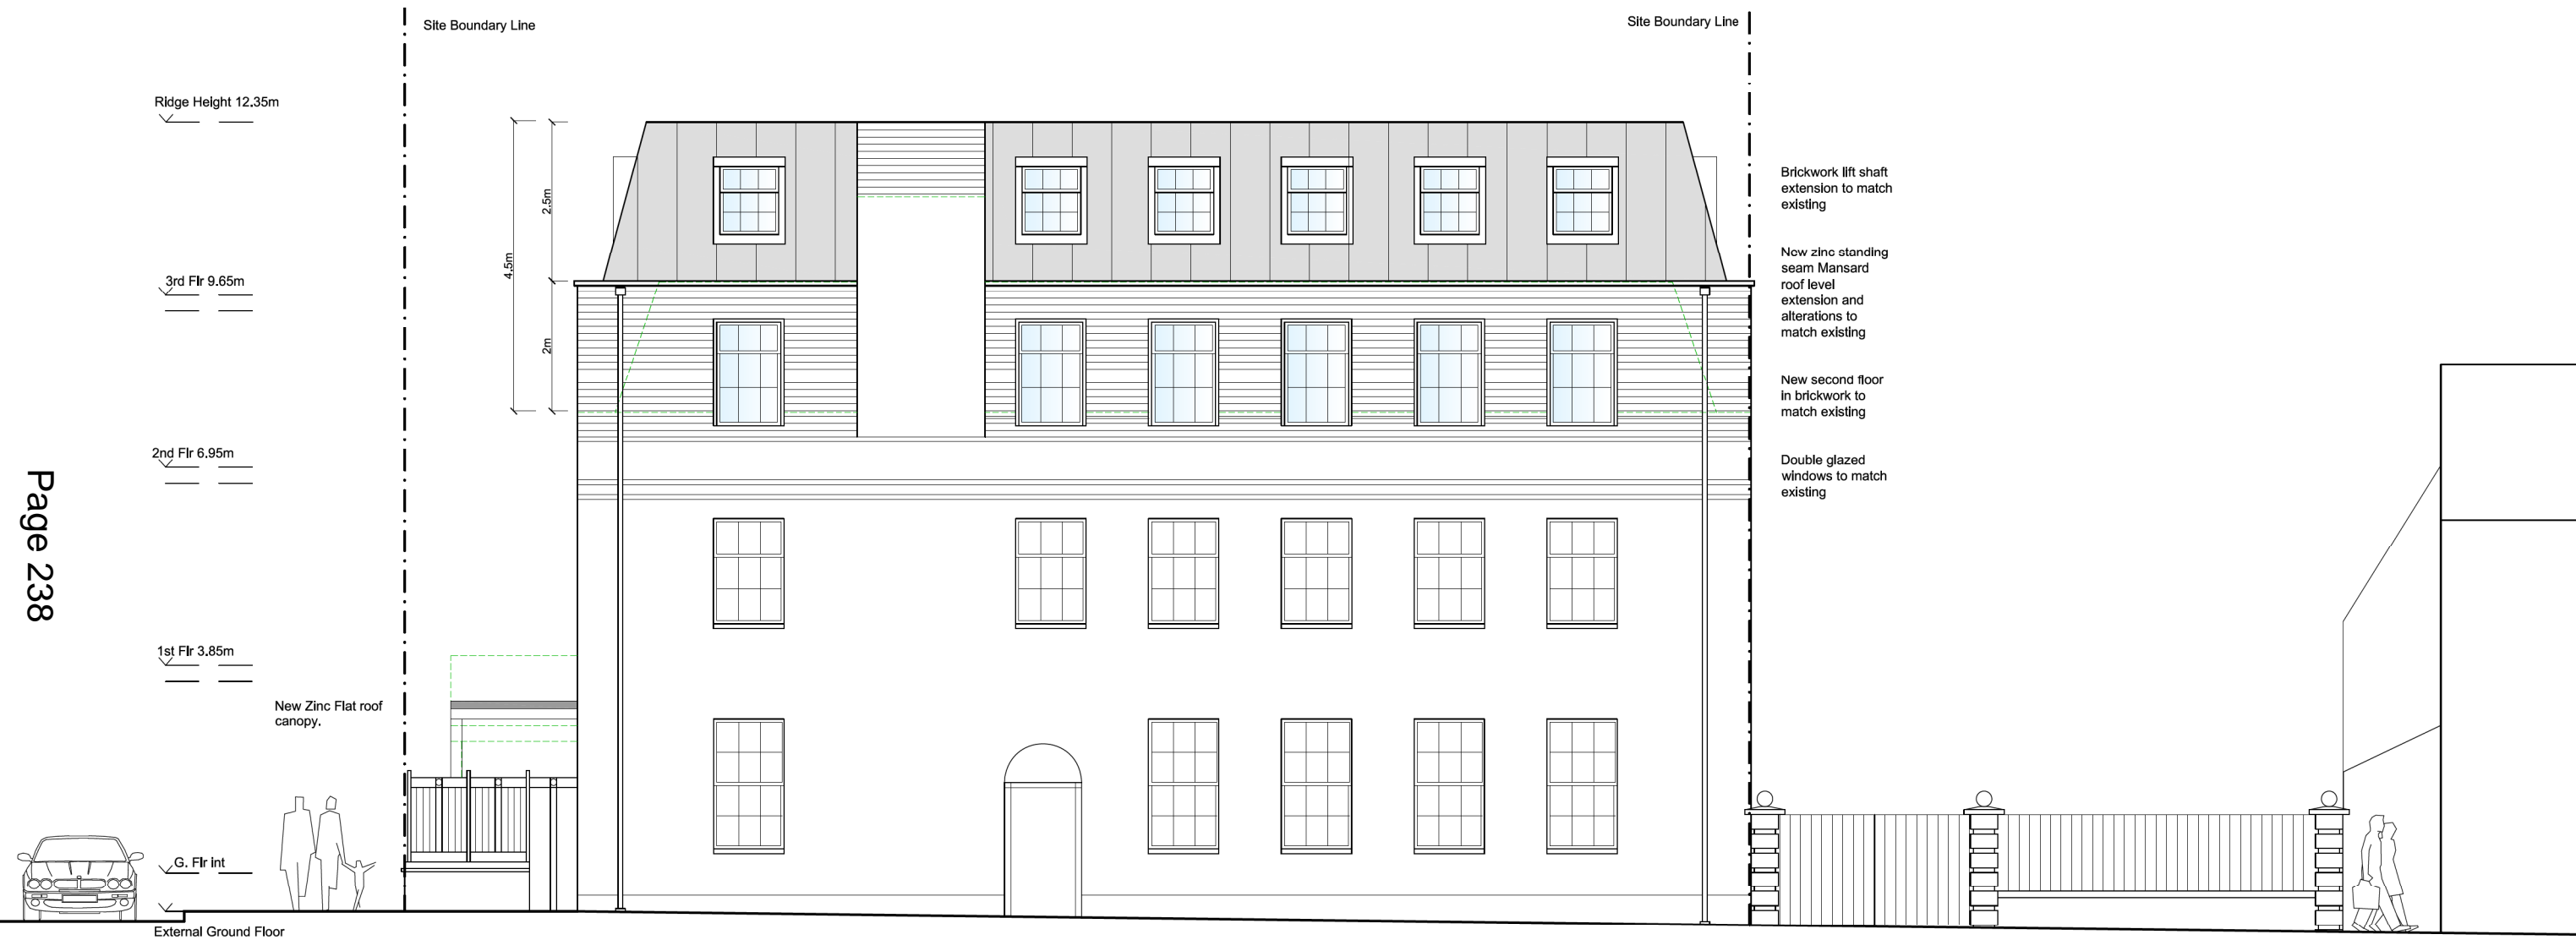 Site Boundary Line
Site Boundary Line
Ridge Height 12.35m
2.5m
4.5m
2m
3rd Flr 9.65m
2nd Flr 6.95m
1st Flr 3.85m
New Zinc Flat roof
canopy.
G. Flr int
External Ground Floor
Brickwork lift shaft
extension to match
existing
New zinc standing
seam Mansard
roof level
extension and
alterations to
match existing
New second floor
in brickwork to
match existing
Double glazed
windows to match
existing
Page 238